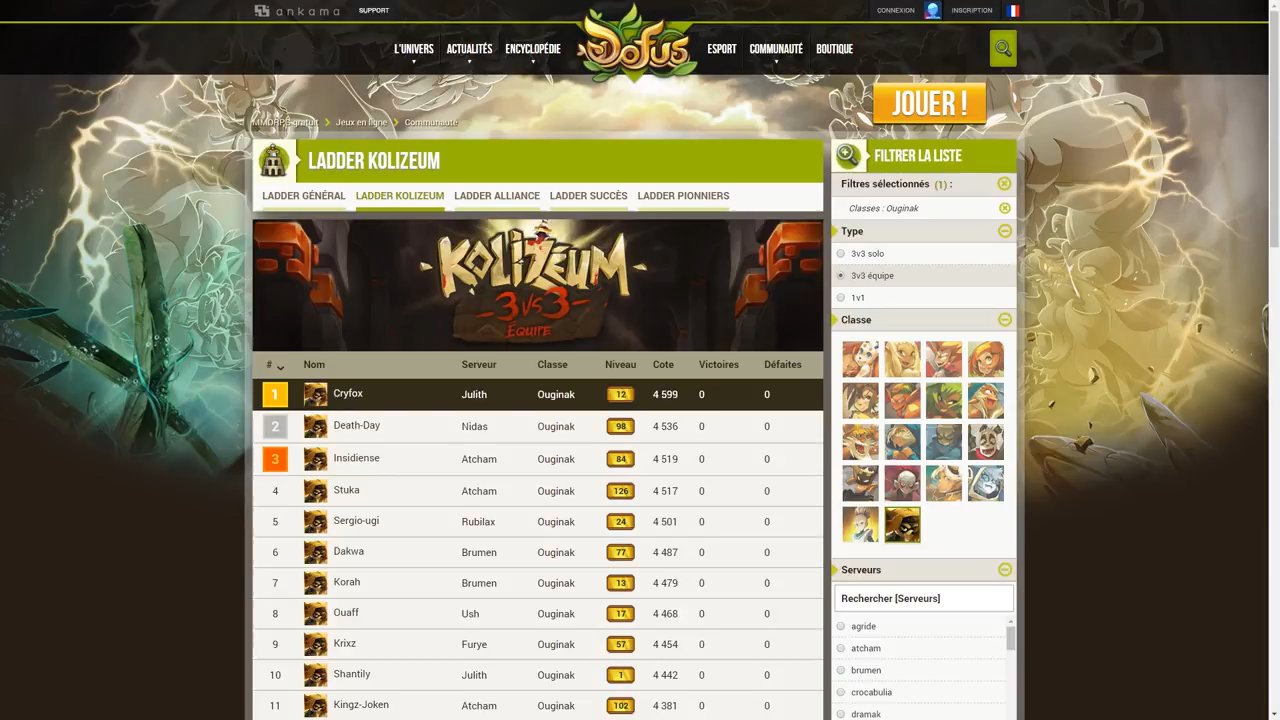 ankama SUPPORT CONNEXION INSCRIPTION
L'UNIVERS ACTUALITÉS ENCYCLOPÉDIE DOFUS ESPORT COMMUNAUTÉ BOUTIQUE
JOUER !
MMORPG gratuit > Jeux en ligne > Communauté
LADDER KOLIZEUM
LADDER GÉNÉRAL LADDER KOLIZEUM LADDER ALLIANCE LADDER SUCCÈS LADDER PIONNIERS
KOLIZEUM
3 VS 3
ÉQUIPE
# Nom Serveur Classe Niveau Cote Victoires Défaites
1 Cryfox Julith Ouginak 12 4 599 0 0
2 Death-Day Nidas Ouginak 98 4 536 0 0
3 Insidiense Atcham Ouginak 84 4 519 0 0
4 Stuka Atcham Ouginak 126 4 517 0 0
5 Sergio-ugi Rubilax Ouginak 24 4 501 0 0
6 Dakwa Brumen Ouginak 77 4 487 0 0
7 Korah Brumen Ouginak 13 4 479 0 0
8 Ouaff Ush Ouginak 17 4 468 0 0
9 Krixz Furye Ouginak 57 4 454 0 0
10 Shantily Julith Ouginak 1 4 442 0 0
11 Kingz-Joken Atcham Ouginak 102 4 381 0 0
FILTRER LA LISTE
Filtres sélectionnés (1) :
Classes : Ouginak
Type
3v3 solo
3v3 équipe
1v1
Classe
Serveurs
Rechercher [Serveurs]
agride
atcham
brumen
crocabulia
dramak